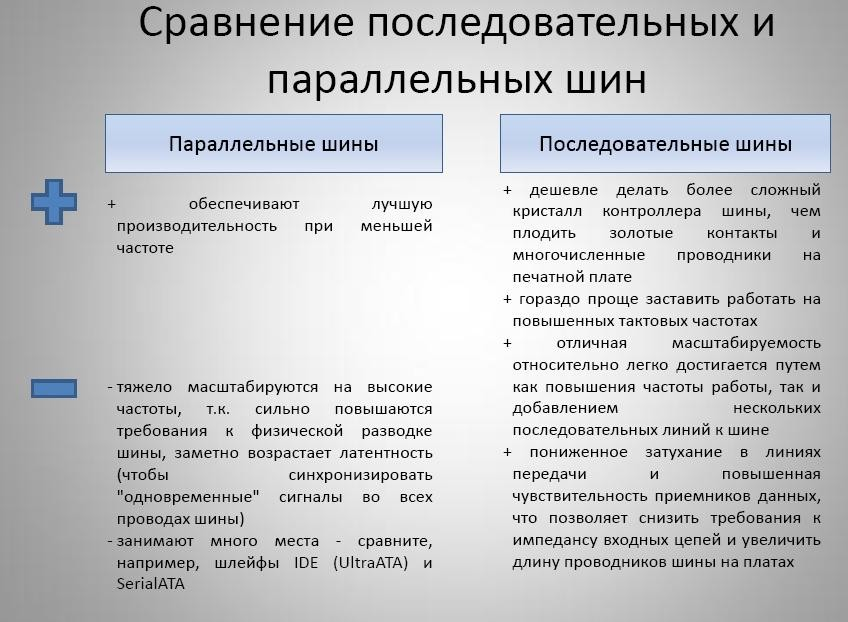 Сравнение последовательных и
параллельных шин
Параллельные шины
+ обеспечивают лучшую
производительность при меньшей
частоте
- тяжело масштабируются на высокие
частоты, т.к. сильно повышаются
требования к физической разводке
шины, заметно возрастает латентность
(чтобы синхронизировать
"одновременные" сигналы во всех
проводах шины)
- занимают много места - сравните,
например, шлейфы IDE (UltraATA) и
SerialATA
Последовательные шины
+ дешевле делать более сложный
кристалл контроллера шины, чем
плодить золотые контакты и
многочисленные проводники на
печатной плате
+ гораздо проще заставить работать на
повышенных тактовых частотах
+ отличная масштабируемость
относительно легко достигается путем
как повышения частоты работы, так и
добавлением нескольких
последовательных линий к шине
+ пониженное затухание в линиях
передачи и повышенная
чувствительность приемников данных,
что позволяет снизить требования к
импедансу входных цепей и увеличить
длину проводников шины на платах